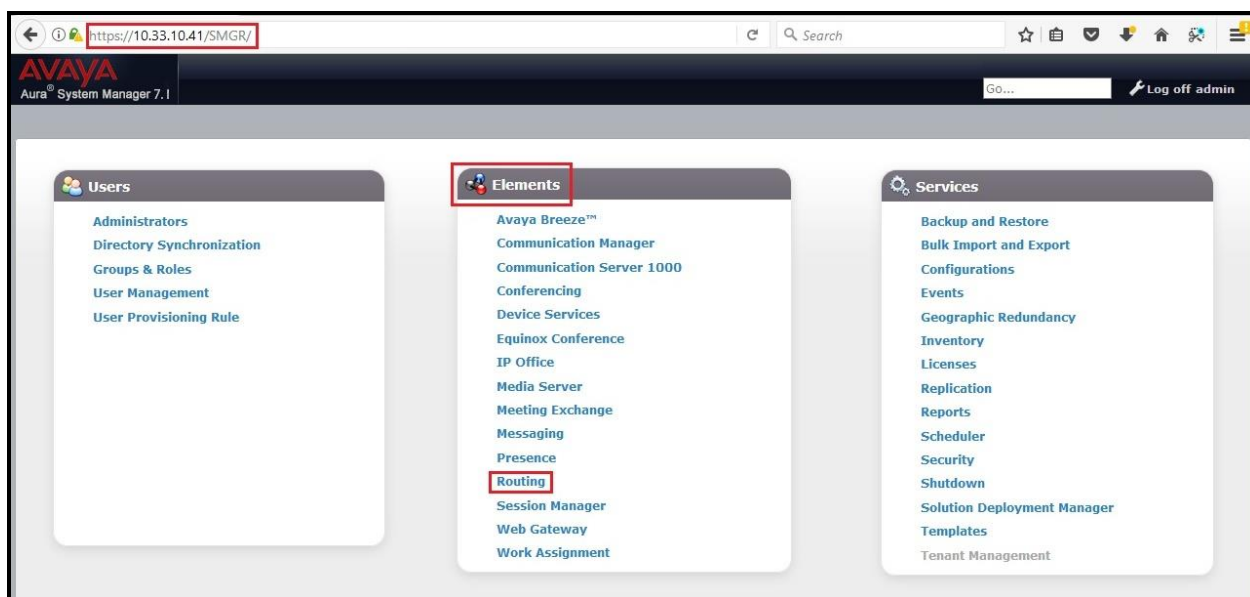 https://10.33.10.41/SMGR/
Search
AVAYA
Aura® System Manager 7.1
Go...
Log off admin
Users
Administrators
Directory Synchronization
Groups & Roles
User Management
User Provisioning Rule
Elements
Avaya Breeze™
Communication Manager
Communication Server 1000
Conferencing
Device Services
Equinox Conference
IP Office
Media Server
Meeting Exchange
Messaging
Presence
Routing
Session Manager
Web Gateway
Work Assignment
Services
Backup and Restore
Bulk Import and Export
Configurations
Events
Geographic Redundancy
Inventory
Licenses
Replication
Reports
Scheduler
Security
Shutdown
Solution Deployment Manager
Templates
Tenant Management